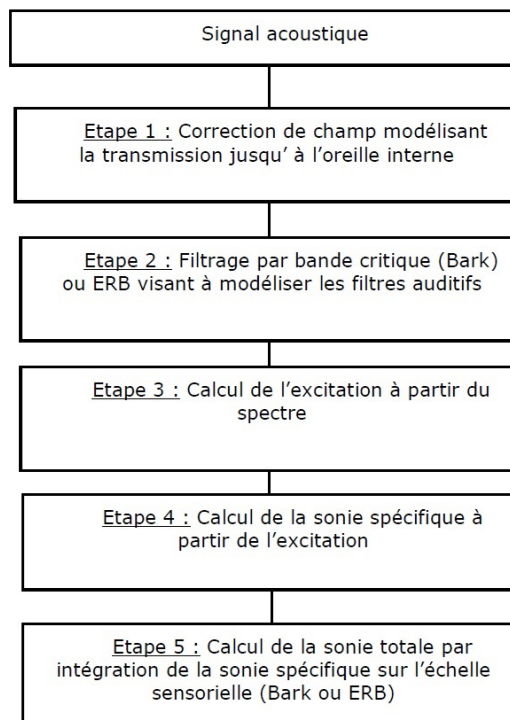 Signal acoustique
Etape 1 : Correction de champ modélisant
la transmission jusqu’ à l’oreille interne
Etape 2 : Filtrage par bande critique (Bark)
ou ERB visant à modéliser les filtres auditifs
Etape 3 : Calcul de l’excitation à partir du
spectre
Etape 4 : Calcul de la sonie spécifique à
partir de l’excitation
Etape 5 : Calcul de la sonie totale par
intégration de la sonie spécifique sur l’échelle
sensorielle (Bark ou ERB)